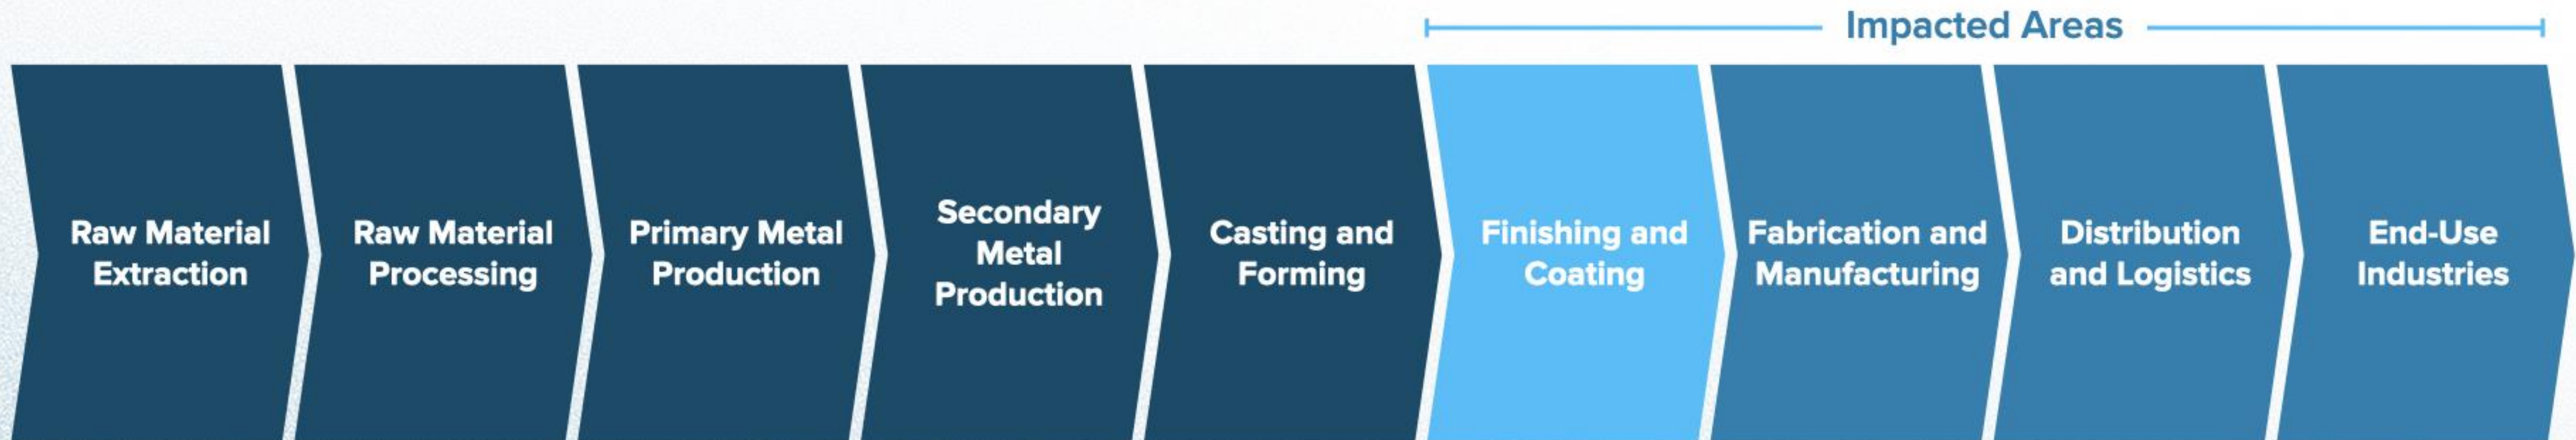 Impacted Areas
Raw Material
Extraction
Raw Material
Processing
Primary Metal
Production
Secondary
Metal
Production
Casting and
Forming
Finishing and
Coating
Fabrication and
Manufacturing
Distribution
and Logistics
End-Use
Industries